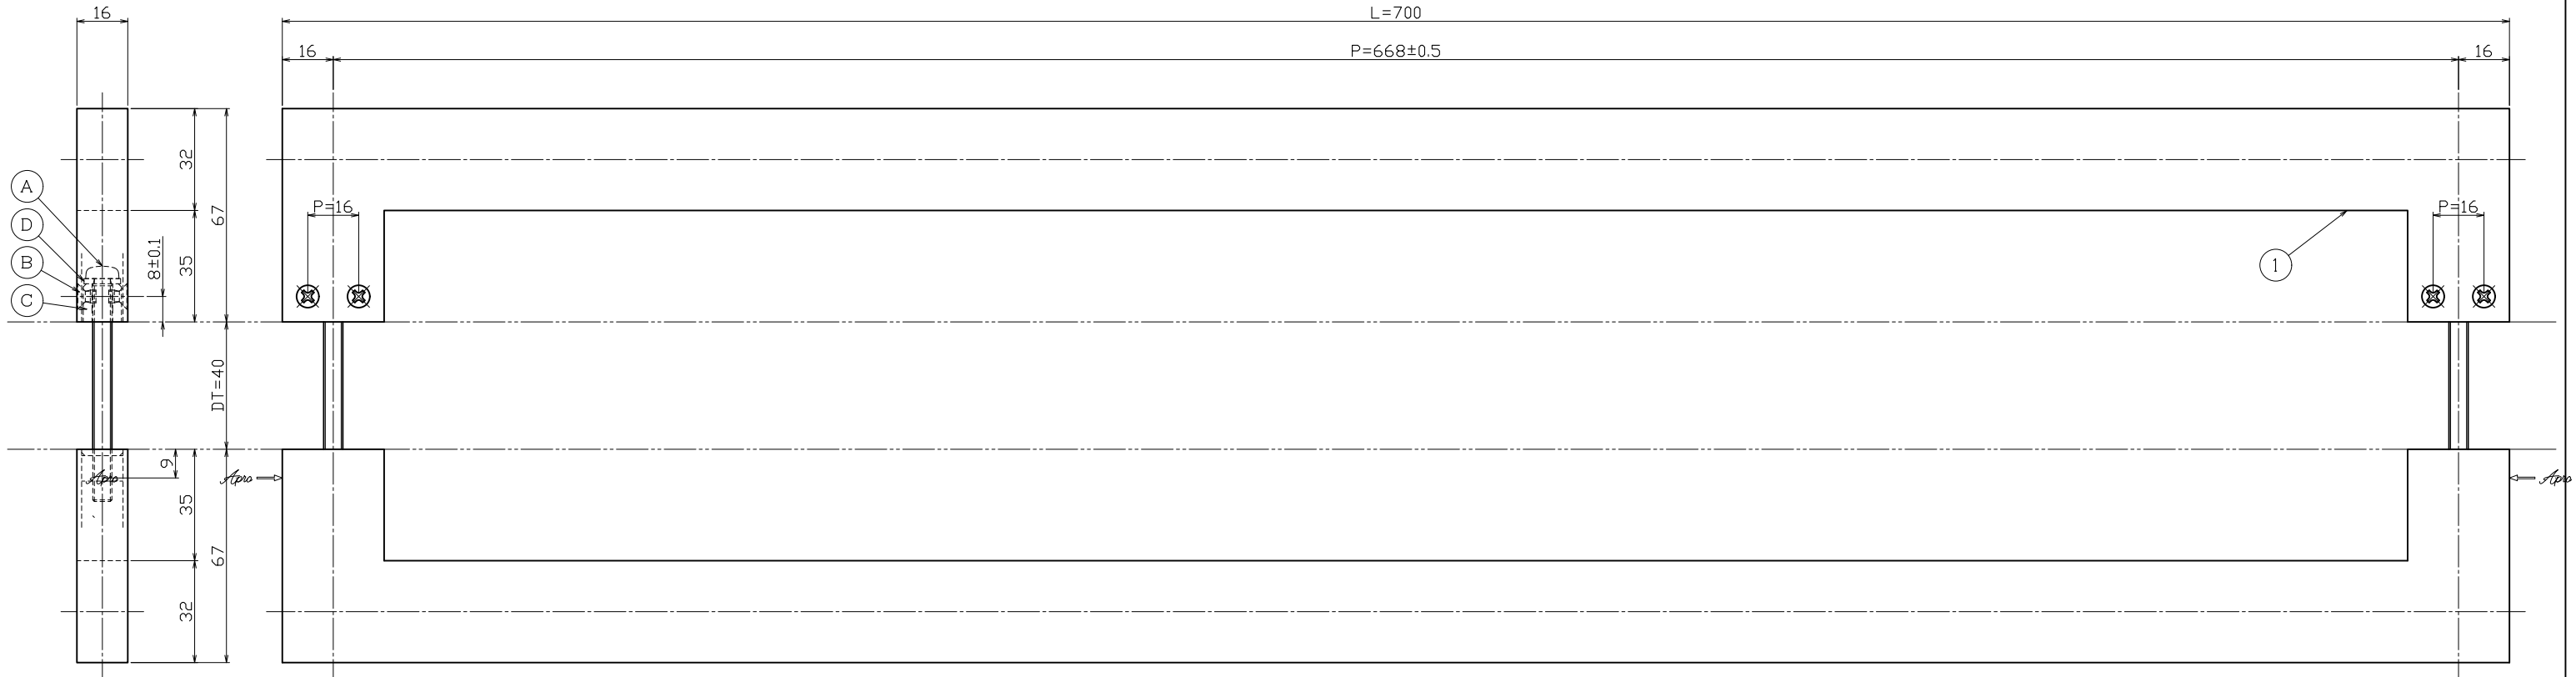 16
L=700
16
P=668±0.5
16
32
67
A
D
B
C
P=16
P=16
8±0.1
35
1
DT=40
9
Apro
Apro
Apro
35
67
32